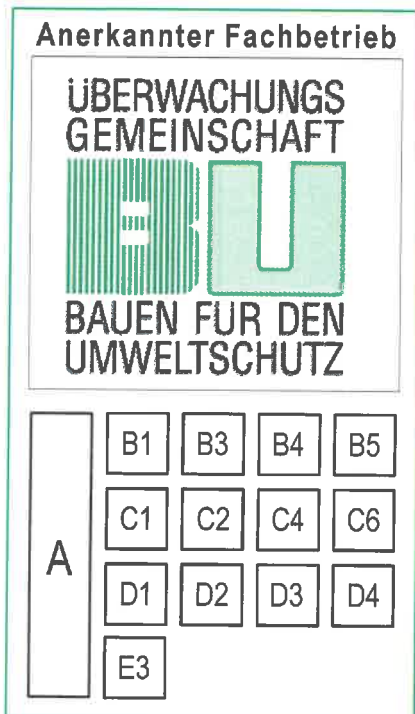 Anerkannter Fachbetrieb
ÜBERWACHUNGS
GEMEINSCHAFT
BU
BAUEN FÜR DEN
UMWELTSCHUTZ
A
B1 B3 B4 B5
C1 C2 C4 C6
D1 D2 D3 D4
E3